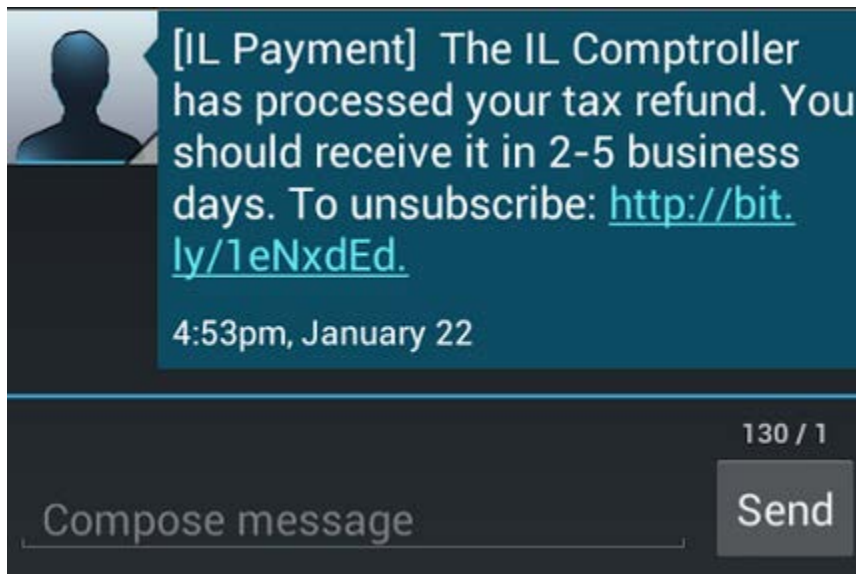 [IL Payment]  The IL Comptroller
has processed your tax refund. You
should receive it in 2-5 business
days. To unsubscribe: http://bit.
ly/1eNxdEd.
4:53pm, January 22
130 / 1
Compose message
Send